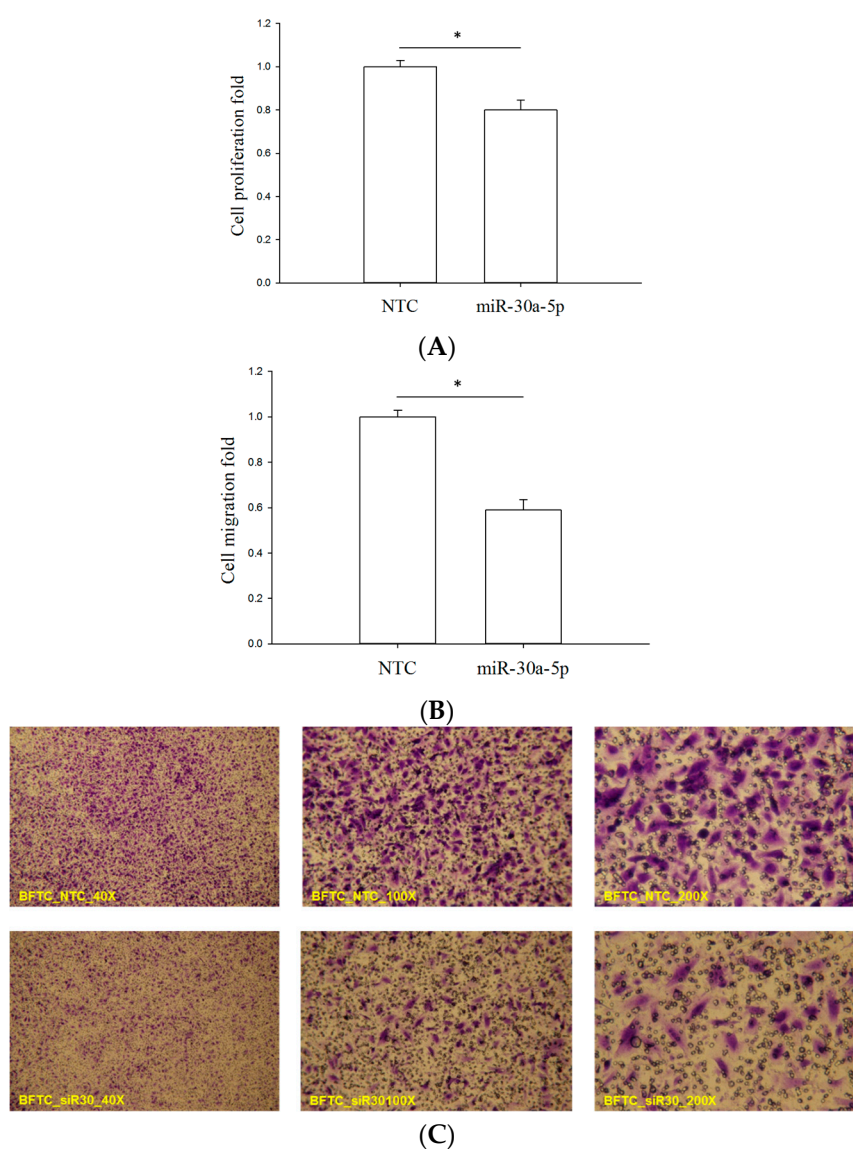 Cell proliferation fold
1.2
*
1.0
0.8
0.6
0.4
0.2
0.0
NTC miR-30a-5p
(A)
Cell migration fold
1.2
*
1.0
0.8
0.6
0.4
0.2
0.0
NTC miR-30a-5p
(B)
BFTC_NTC_40X BFTC_NTC_100X BFTC_NTC_200X
BFTC_siR30_40X BFTC_siR30100X BFTC_siR30_200X
(C)